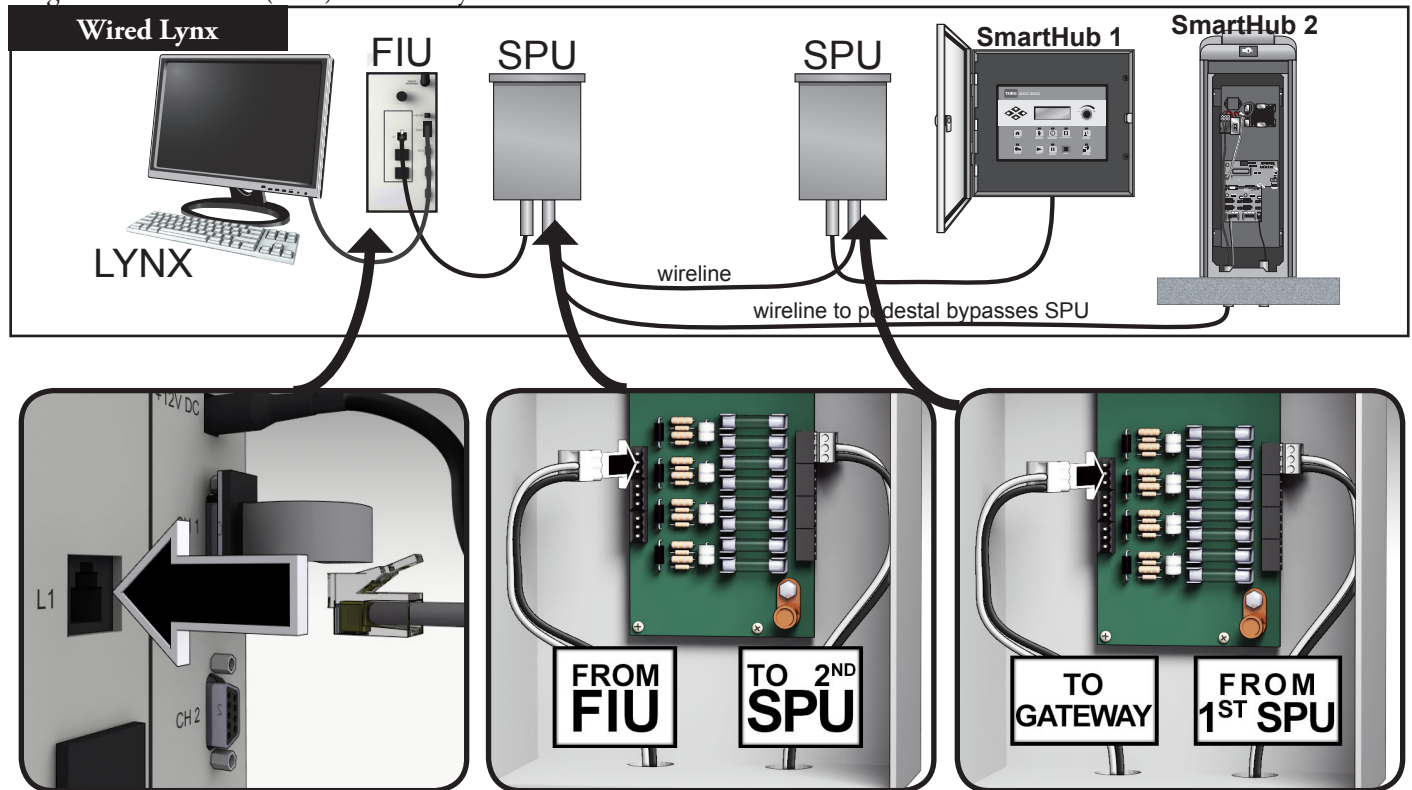 Wired Lynx
FIU
SPU
SPU
SmartHub 1
SmartHub 2
TORO
LYNX
wireline
wireline to pedestal bypasses SPU
+12V DC
L1
CH 2
FROM
FIU
TO 2ND
SPU
TO
GATEWAY
FROM
1ST SPU